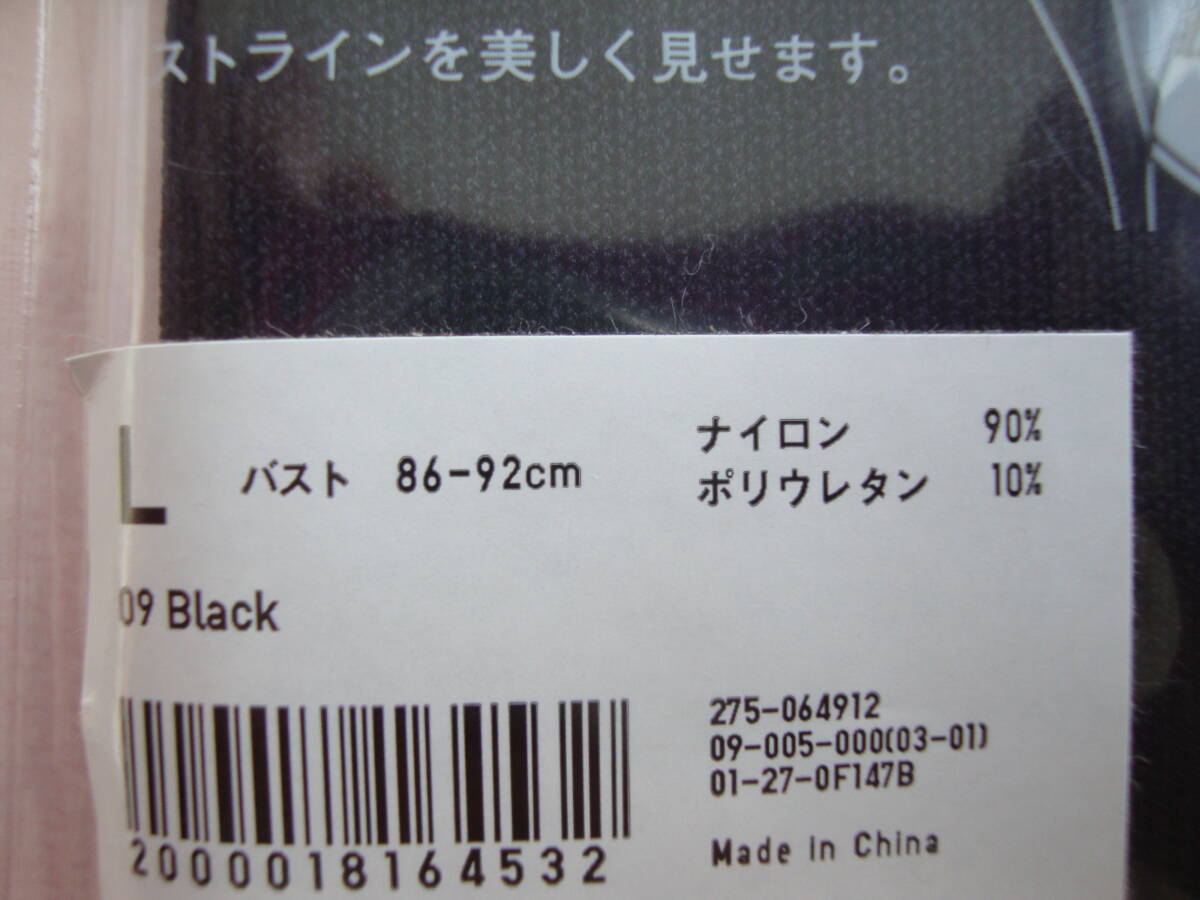 ストラインを美しく見せます。
L
バスト 86-92cm
ナイロン 90%
ポリウレタン 10%
09 Black
275-064912
09-005-000(03-01)
01-27-0F147B
Made in China
2000018164532